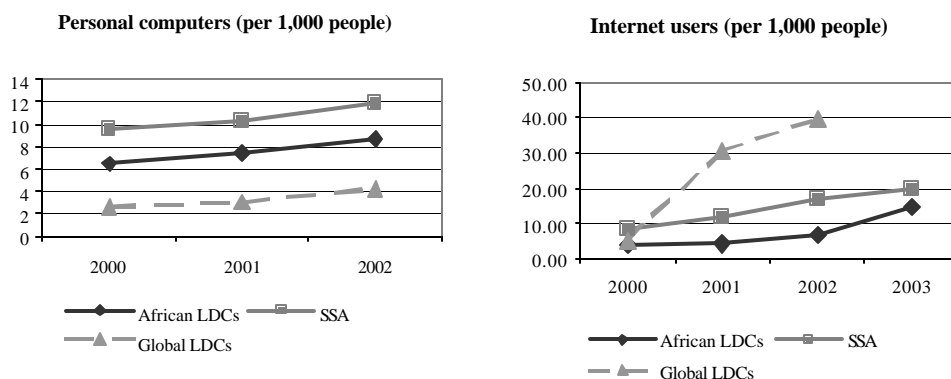 Personal computers (per 1,000 people)
14
12
10
8
6
4
2
0
2000 2001 2002
African LDCs SSA
Global LDCs
Internet users (per 1,000 people)
50.00
40.00
30.00
20.00
10.00
0.00
2000 2001 2002 2003
African LDCs SSA
Global LDCs